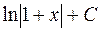 ln|1 + x| + C